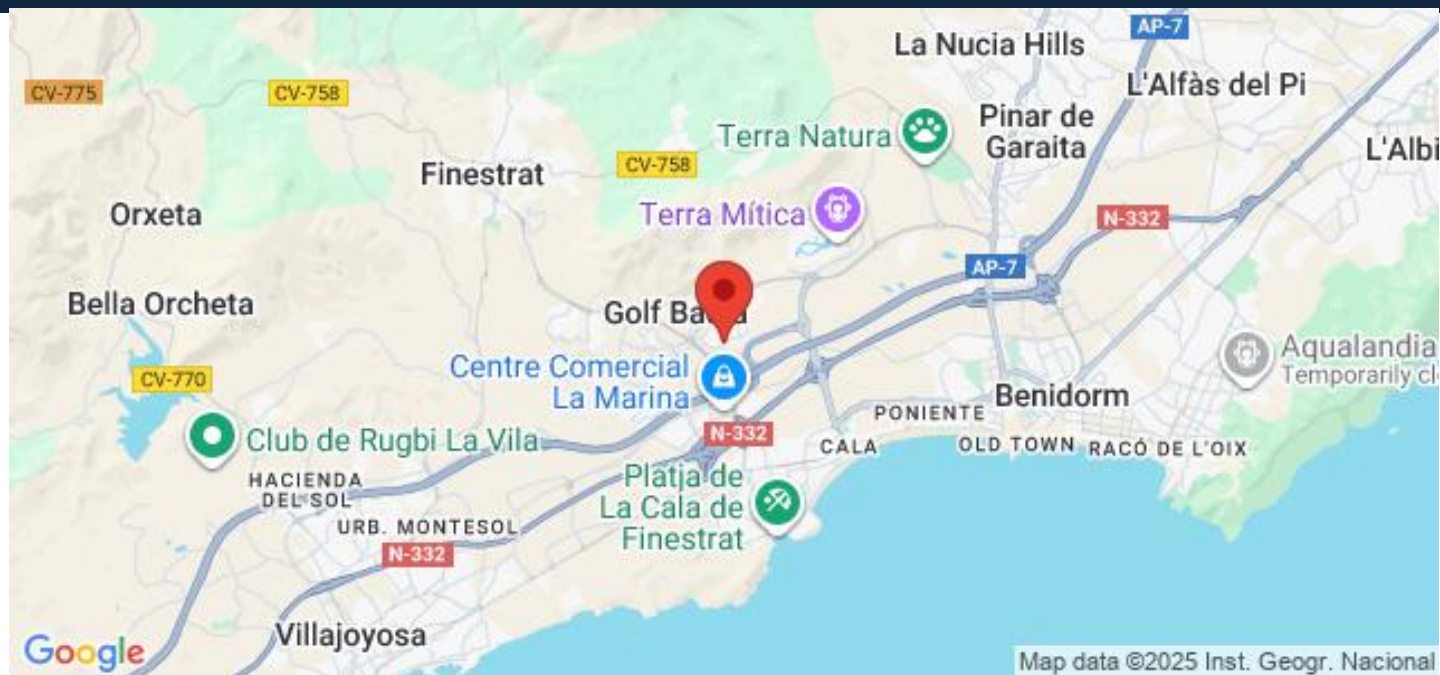 AP-7
La Nucia Hills
CV-775
CV-758
L'Alfàs del Pi
Terra Natura
Pinar de
Garaita
L'Albi
Finestrat
CV-758
Orxeta
Terra Mítica
N-332
AP-7
Bella Orcheta
Golf Ba
Centre Comercial
La Marina
Aqualandia
Temporarily cl
CV-770
Benidorm
PONIENTE
N-332
CALA
OLD TOWN
RACÓ DE L'OIX
Club de Rugbi La Vila
HACIENDA
DEL SOL
Platja de
La Cala de
Finestrat
URB. MONTESOL
N-332
Villajoyosa
Google
Map data ©2025 Inst. Geogr. Nacional